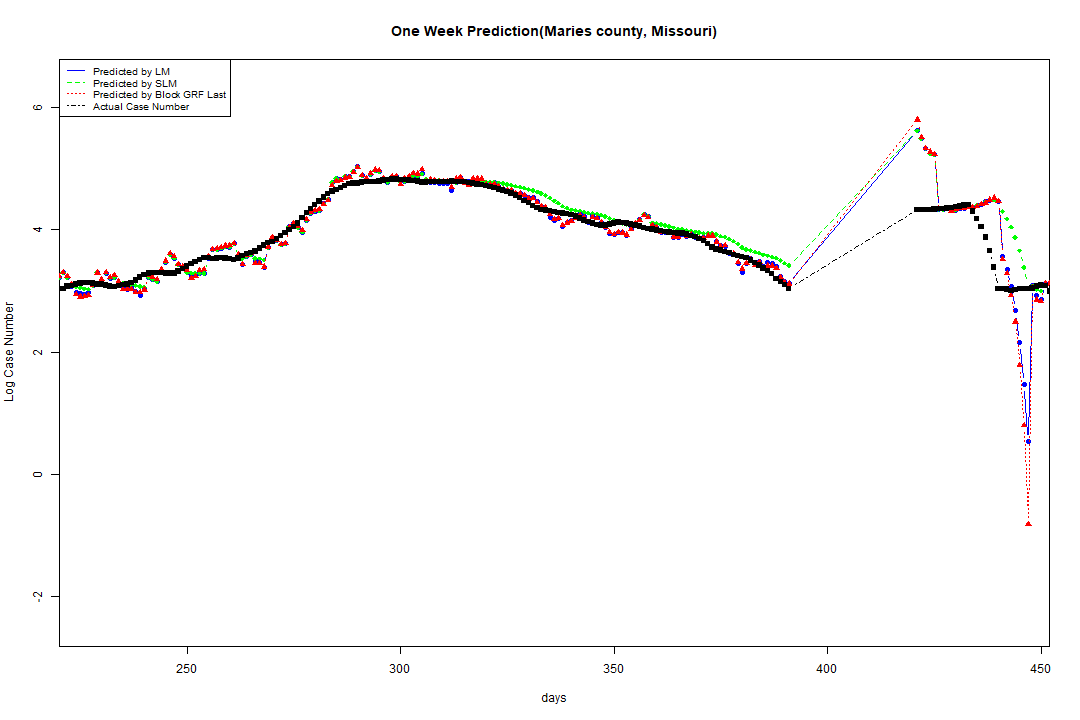 One Week Prediction(Maries county, Missouri)
Predicted by LM
Predicted by SLM
Predicted by Block GRF Last
Actual Case Number
6
4
2
0
-2
Log Case Number
250 300 350 400 450
days